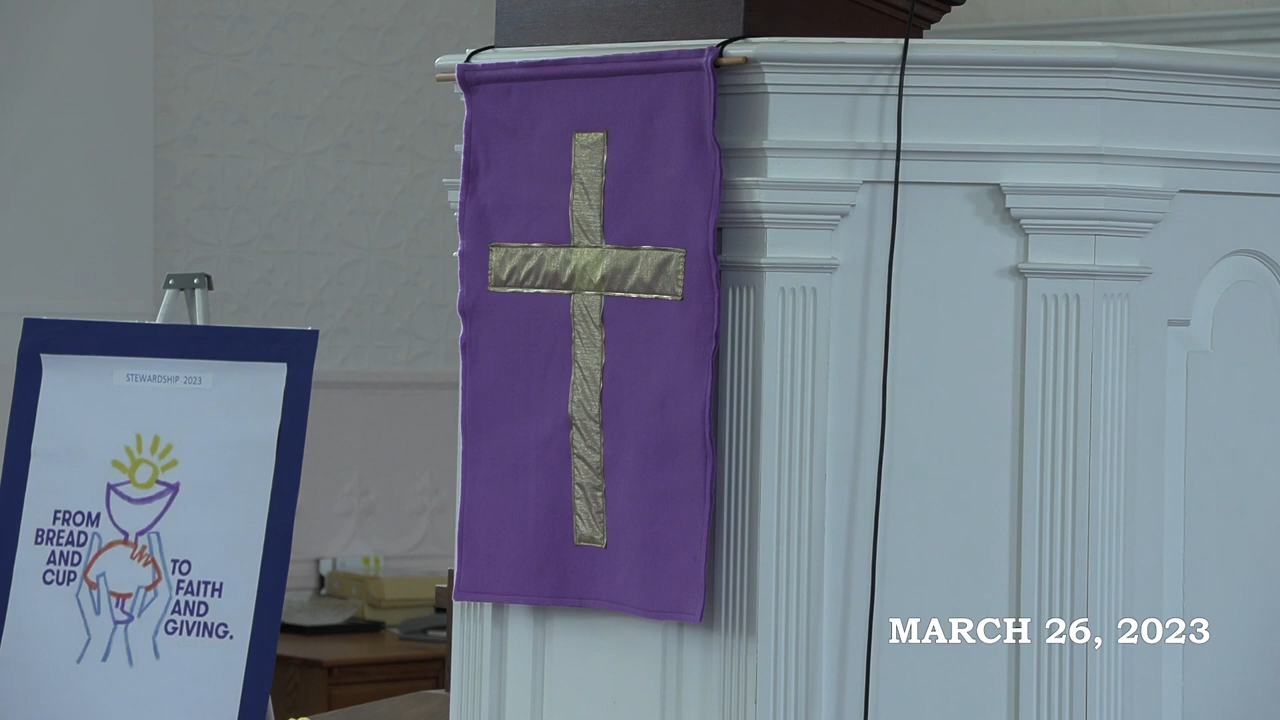 STEWARDSHIP 2023
FROM
BREAD
AND
CUP
TO
FAITH
AND
GIVING.
MARCH 26, 2023